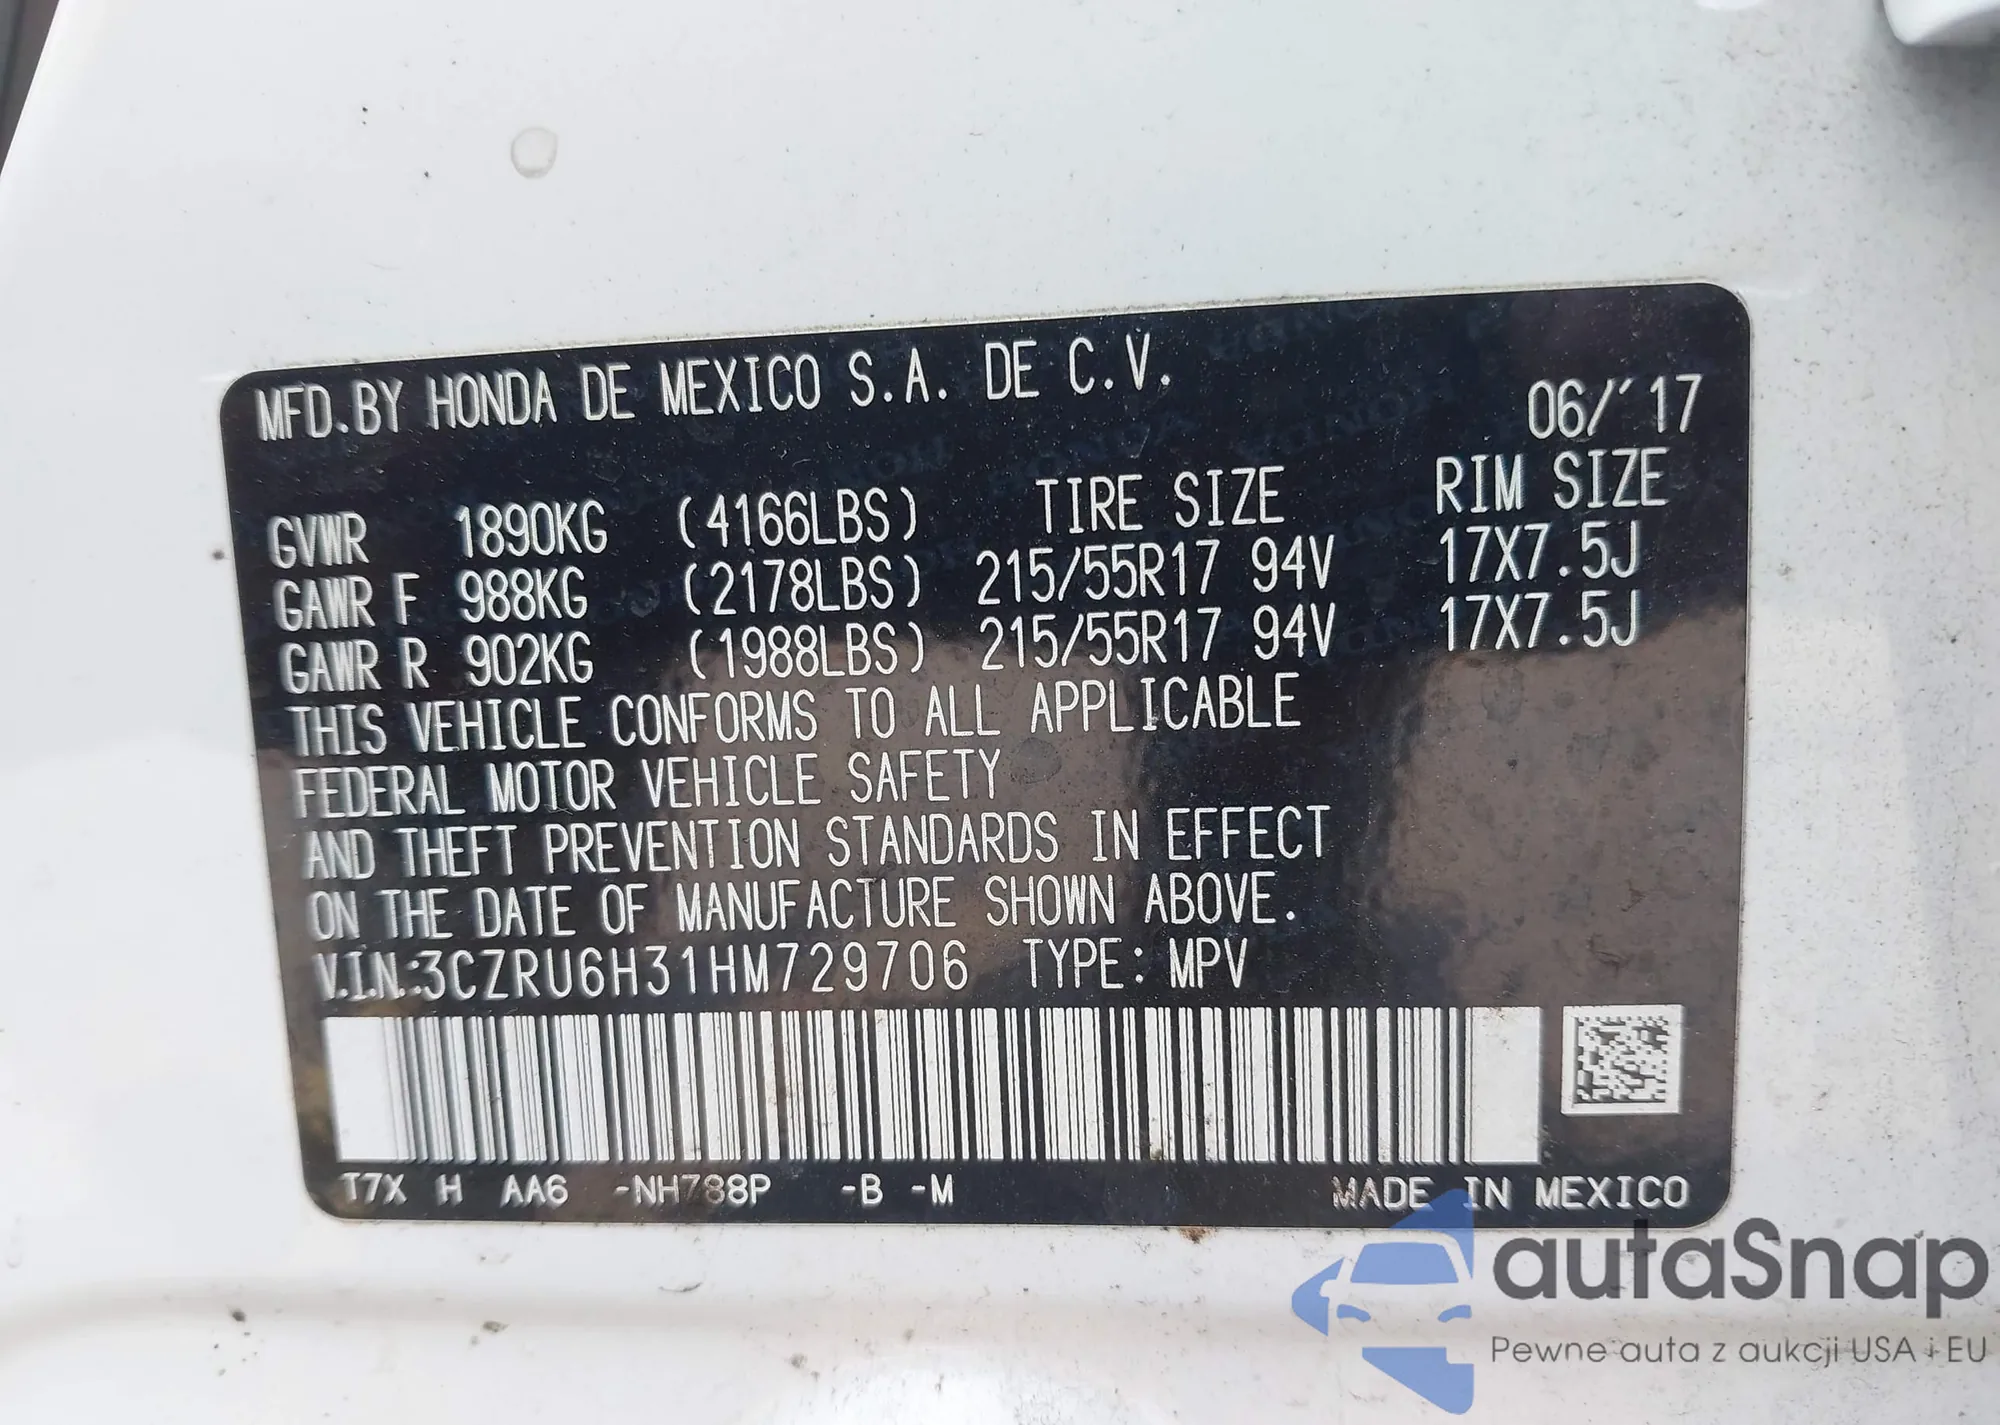 MFD.BY HONDA DE MEXICO S.A. DE C.V. 06/'17
TIRE SIZE RIM SIZE
GVWR 1890KG (4166LBS)
GAWR F 988KG (2178LBS) 215/55R17 94V 17X7.5J
GAWR R 902KG (1988LBS) 215/55R17 94V 17X7.5J
THIS VEHICLE CONFORMS TO ALL APPLICABLE
FEDERAL MOTOR VEHICLE SAFETY
AND THEFT PREVENTION STANDARDS IN EFFECT
ON THE DATE OF MANUFACTURE SHOWN ABOVE.
V.I.N.:3CZRU6H31HM729706 TYPE: MPV
T7X H AA6 -NH788P -B -M MADE IN MEXICO
autaSnap
Pewne auta z aukcji USA i EU